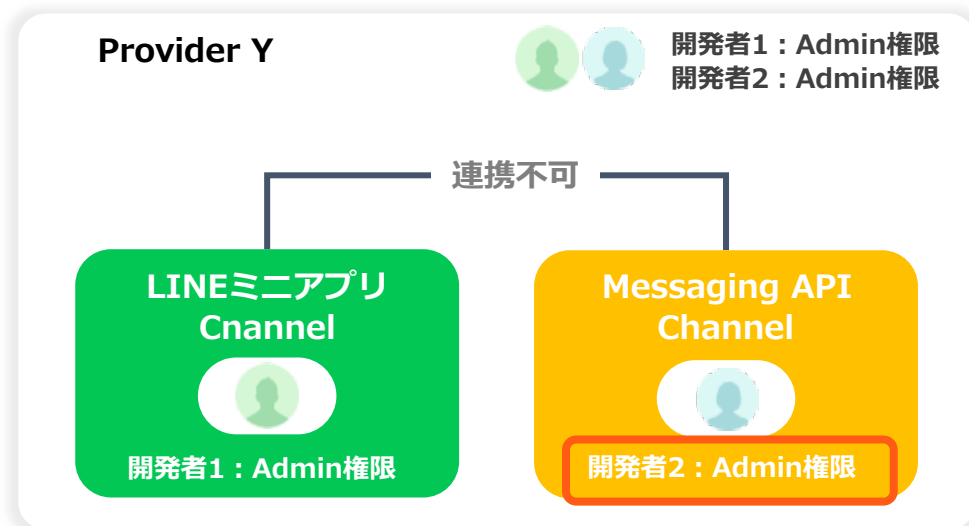 Provider Y
開発者1：Admin権限
開発者2：Admin権限
連携不可
LINEミニアプリ
Cnannel
開発者1：Admin権限
Messaging API
Channel
開発者2：Admin権限